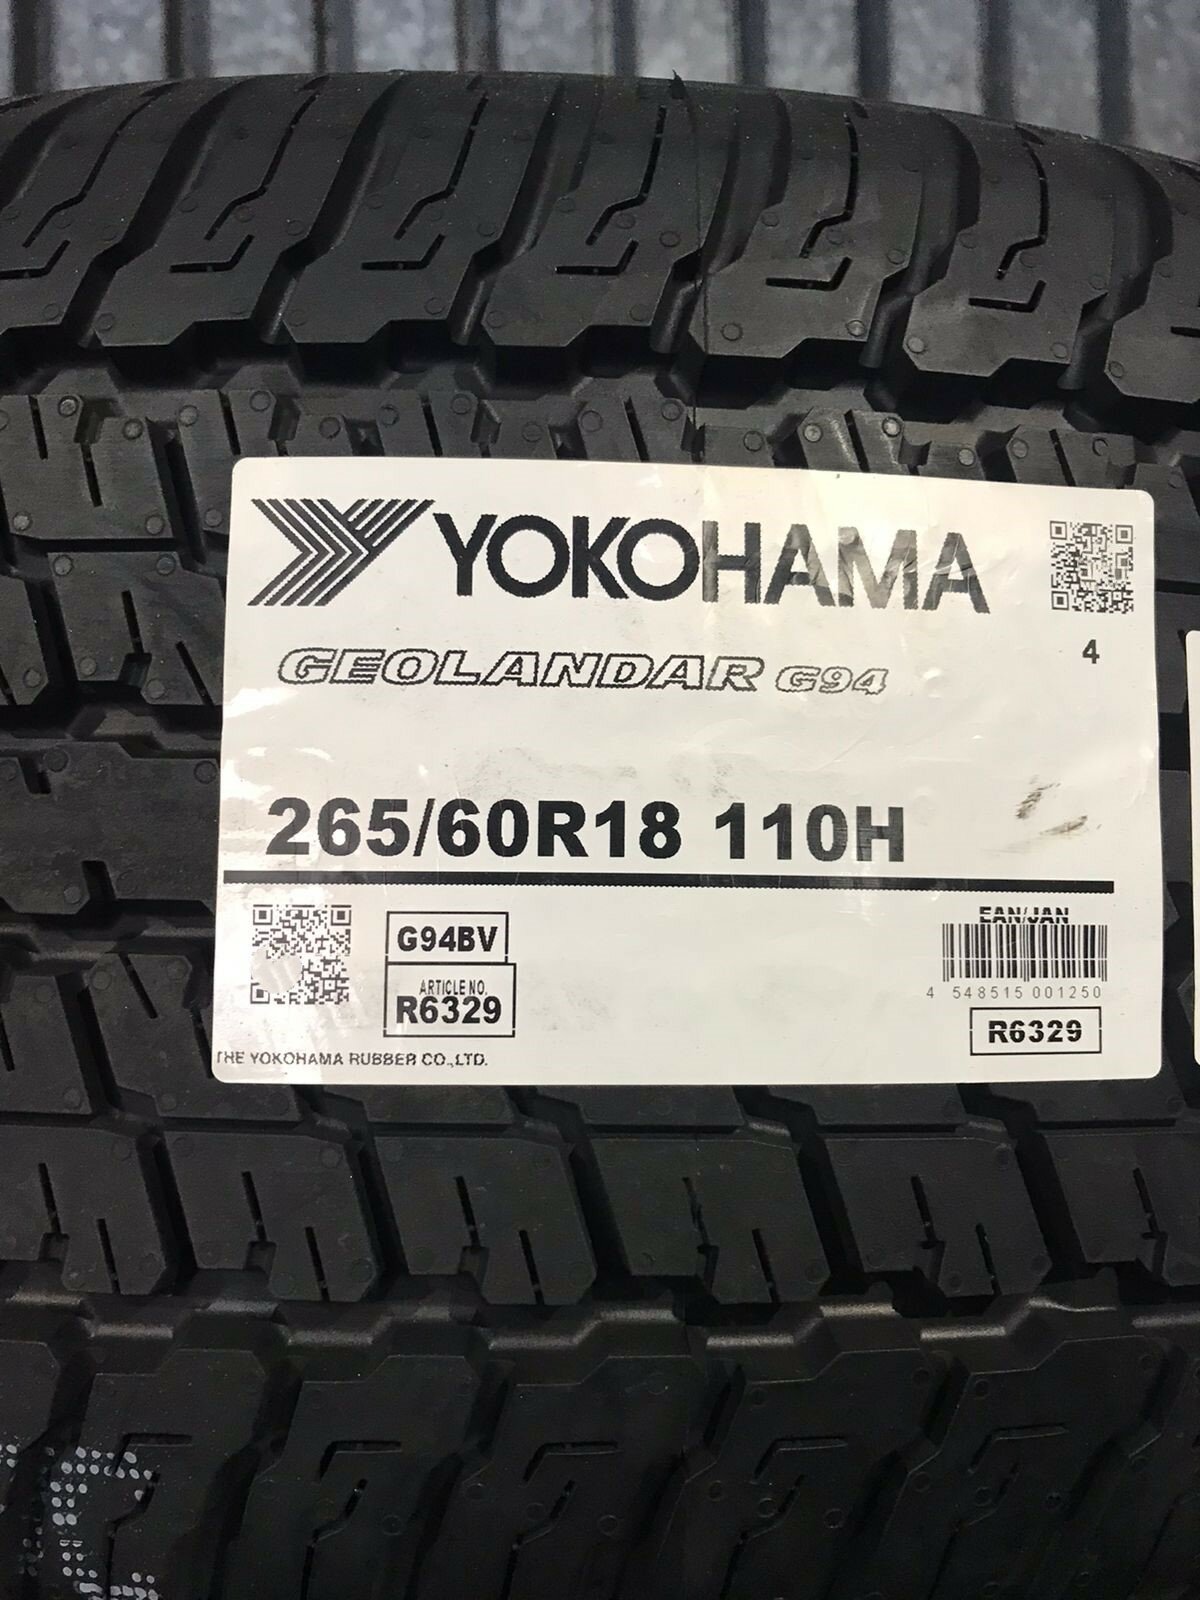 YOKOHAMA
4
GEOLANDAR G94
265/60R18 110H
G94BV
ARTICLE NO.
R6329
EAN/JAN
4 548515 001250
R6329
THE YOKOHAMA RUBBER CO.,LTD.